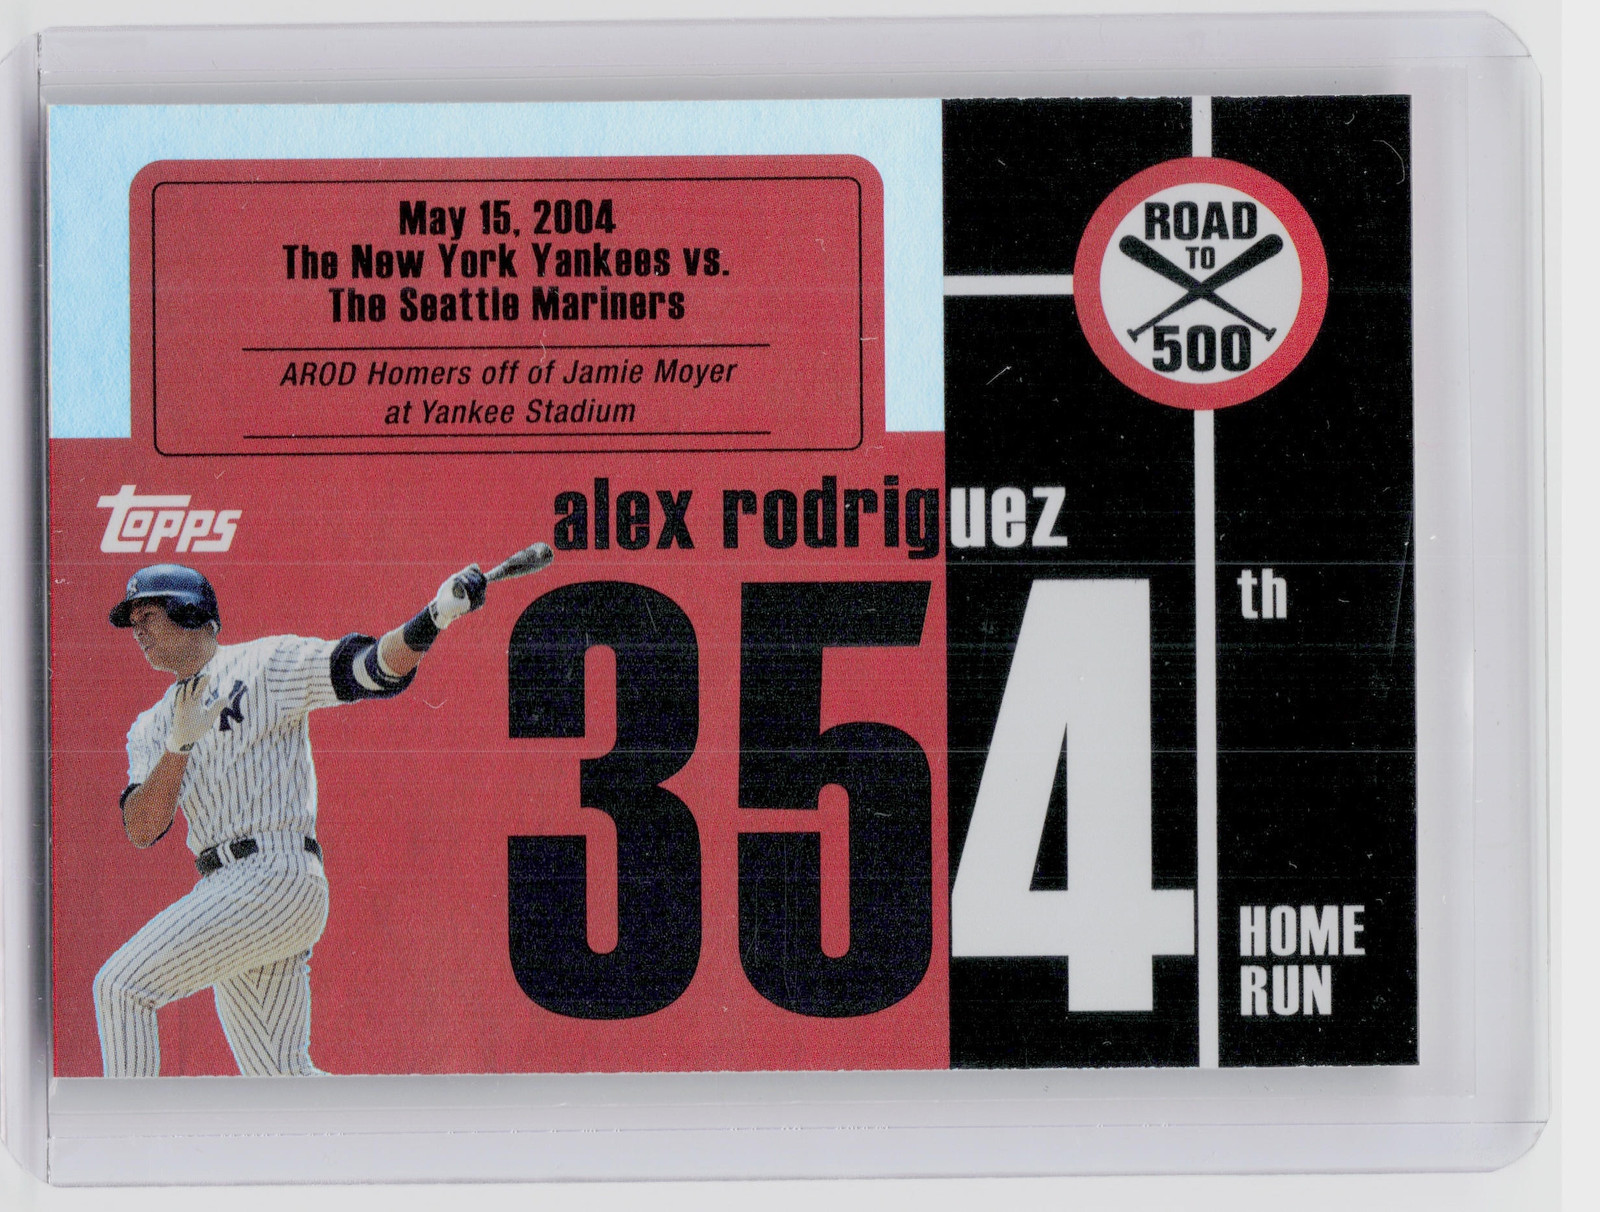 May 15, 2004
The New York Yankees vs.
The Seattle Mariners
AROD Homers off of Jamie Moyer
at Yankee Stadium
ROAD
TO
500
Topps
alex rodriguez
354
th
HOME
RUN
NY